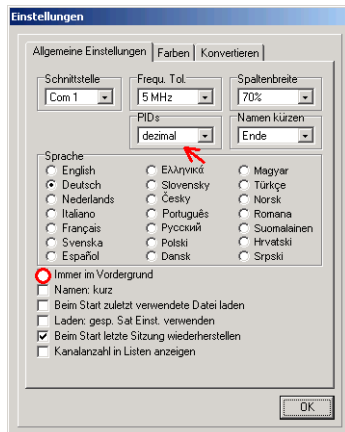 Einstellungen
Allgemeine Einstellungen Farben Konvertieren
Schnittstelle Frequ. Tol. Spaltenbreite
Com 1 5 MHz 70%
PIDs Namen kürzen
dezimal Ende
Sprache
English Ελληνικά Magyar
Deutsch Slovensky Türkçe
Nederlands Česky Norsk
Italiano Português Romana
Français Русский Suomalainen
Svenska Polski Hrvatski
Español Dansk Srpski
Immer im Vordergrund
Namen: kurz
Beim Start zuletzt verwendete Datei laden
Laden: gesp. Sat Einst. verwenden
Beim Start letzte Sitzung wiederherstellen
Kanalanzahl in Listen anzeigen
OK